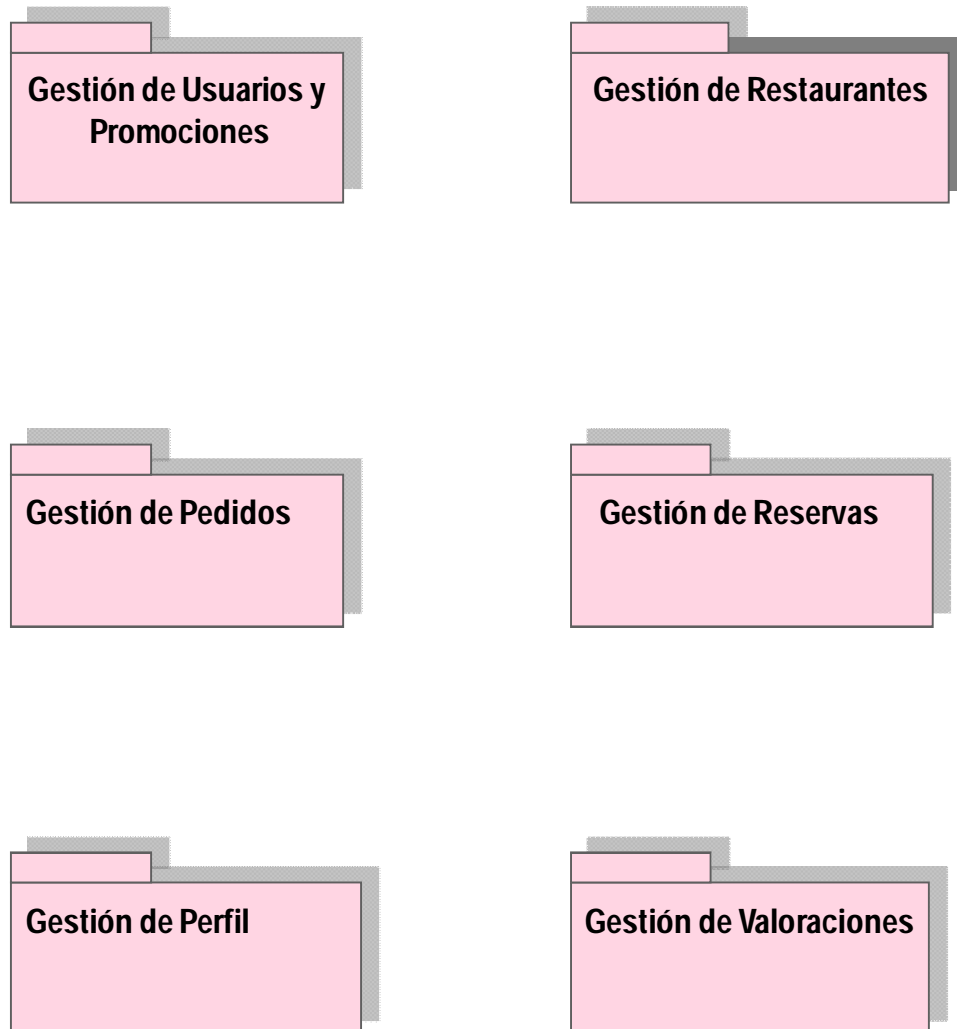 Gestión de Usuarios y
Promociones
Gestión de Restaurantes
Gestión de Pedidos
Gestión de Reservas
Gestión de Perfil
Gestión de Valoraciones